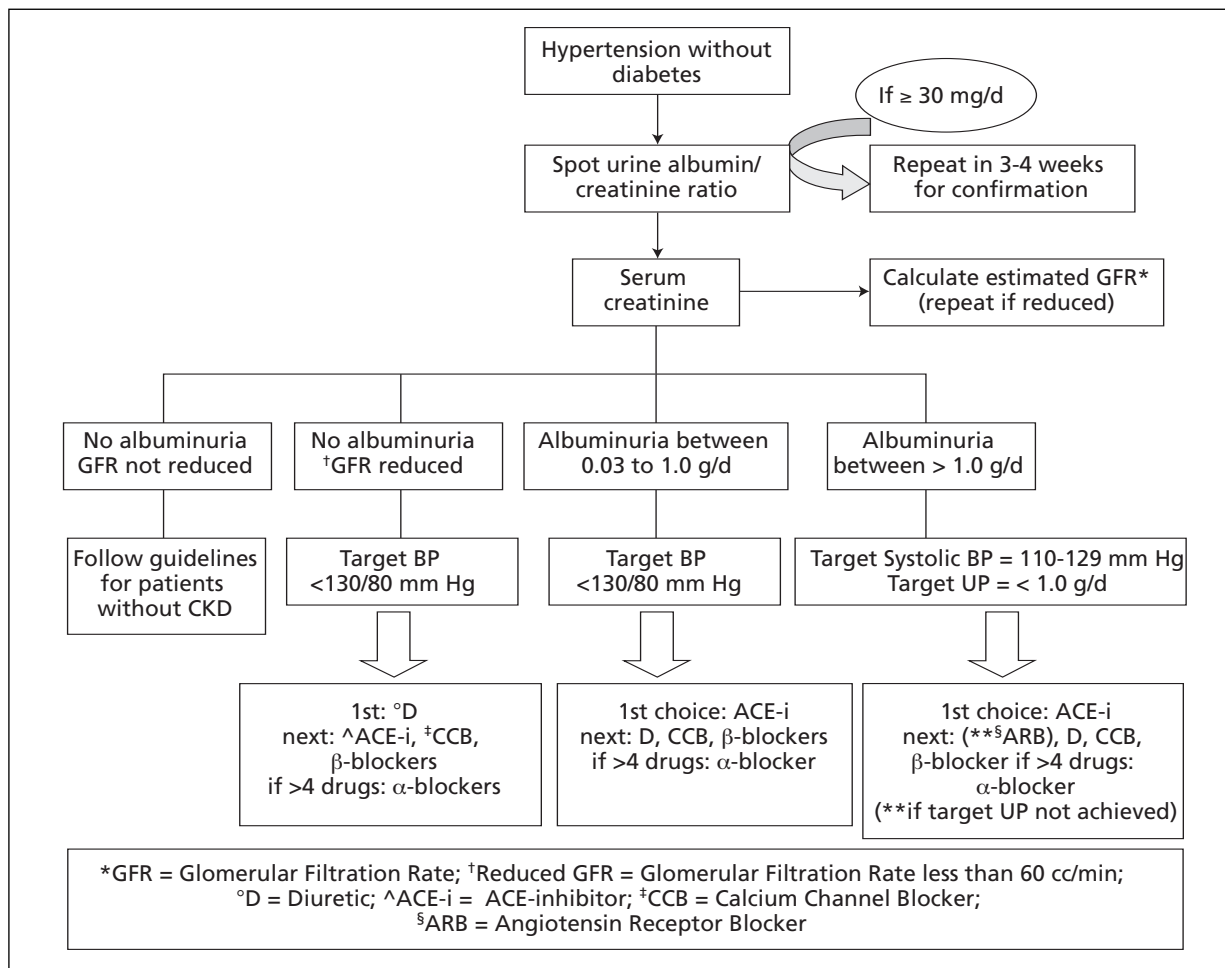 Hypertension without
diabetes
If ≥ 30 mg/d
Spot urine albumin/
creatinine ratio
Repeat in 3-4 weeks
for confirmation
Serum
creatinine
Calculate estimated GFR*
(repeat if reduced)
No albuminuria
GFR not reduced
No albuminuria
†GFR reduced
Albuminuria between
0.03 to 1.0 g/d
Albuminuria
between > 1.0 g/d
Follow guidelines
for patients
without CKD
Target BP
<130/80 mm Hg
Target BP
<130/80 mm Hg
Target Systolic BP = 110-129 mm Hg
Target UP = < 1.0 g/d
1st: °D
next: ^ACE-i, ‡CCB,
β-blockers
if >4 drugs: α-blockers
1st choice: ACE-i
next: D, CCB, β-blockers
if >4 drugs: α-blocker
1st choice: ACE-i
next: (**§ARB), D, CCB,
β-blocker if >4 drugs:
α-blocker
(**if target UP not achieved)
*GFR = Glomerular Filtration Rate; †Reduced GFR = Glomerular Filtration Rate less than 60 cc/min;
°D = Diuretic; ^ACE-i = ACE-inhibitor; ‡CCB = Calcium Channel Blocker;
§ARB = Angiotensin Receptor Blocker